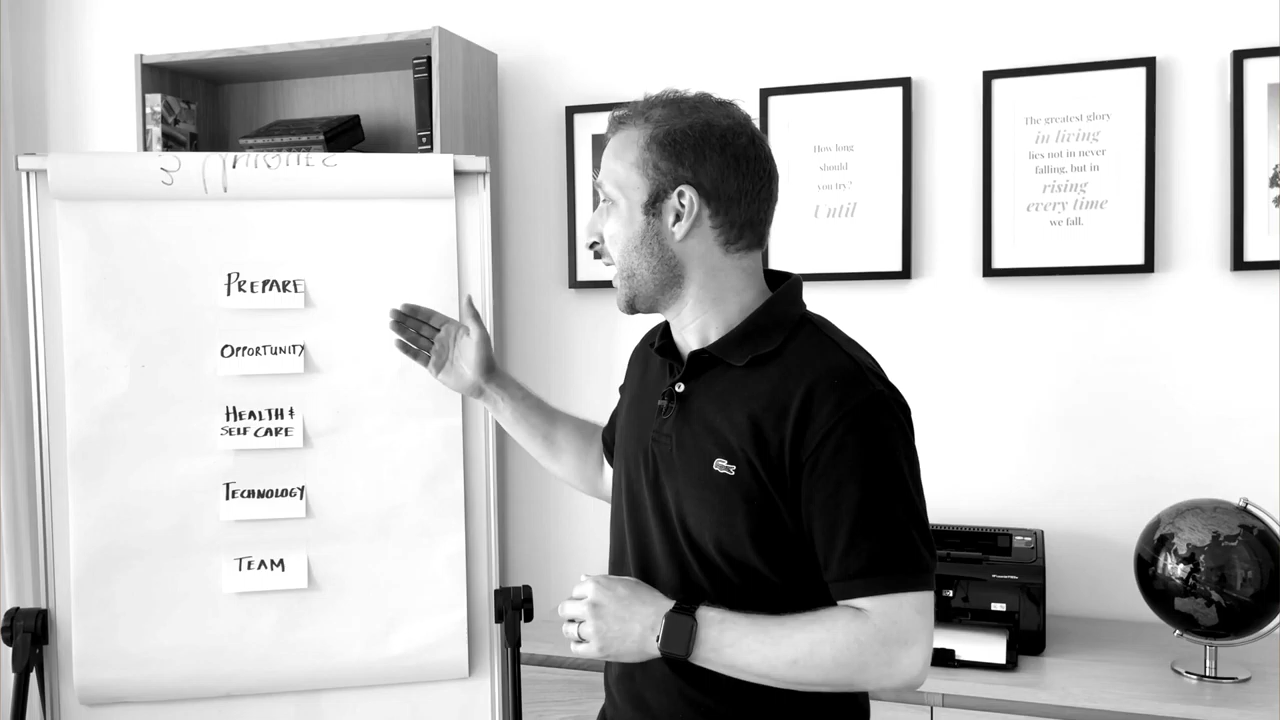 PREPARE
OPPORTUNITY
HEALTH &
SELF CARE
TECHNOLOGY
TEAM
How long
should
you try?
Until
The greatest glory
in living
lies not in never
falling, but in
rising
every time
we fall.
hp